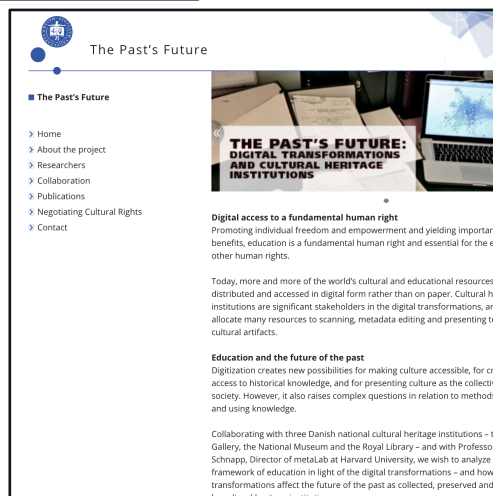 The Past's Future
The Past's Future
Home
About the project
Researchers
Collaboration
Publications
Negotiating Cultural Rights
Contact
THE PAST'S FUTURE:
DIGITAL TRANSFORMATIONS
AND CULTURAL HERITAGE
INSTITUTIONS
Digital access to a fundamental human right
Promoting individual freedom and empowerment and yielding importan
benefits, education is a fundamental human right and essential for the e
other human rights.
Today, more and more of the world's cultural and educational resources
distributed and accessed in digital form rather than on paper. Cultural h
institutions are significant stakeholders in the digital transformations, an
allocate many resources to scanning, metadata editing and presenting te
cultural artifacts.
Education and the future of the past
Digitization creates new possibilities for making culture accessible, for cr
access to historical knowledge, and for presenting culture as the collectiv
society. However, it also raises complex questions in relation to methods
and using knowledge.
Collaborating with three Danish national cultural heritage institutions – t
Gallery, the National Museum and the Royal Library – and with Professo
Schnapp, Director of metaLab at Harvard University, we wish to analyze
framework of education in light of the digital transformations – and how
transformations affect the future of the past as collected, preserved and